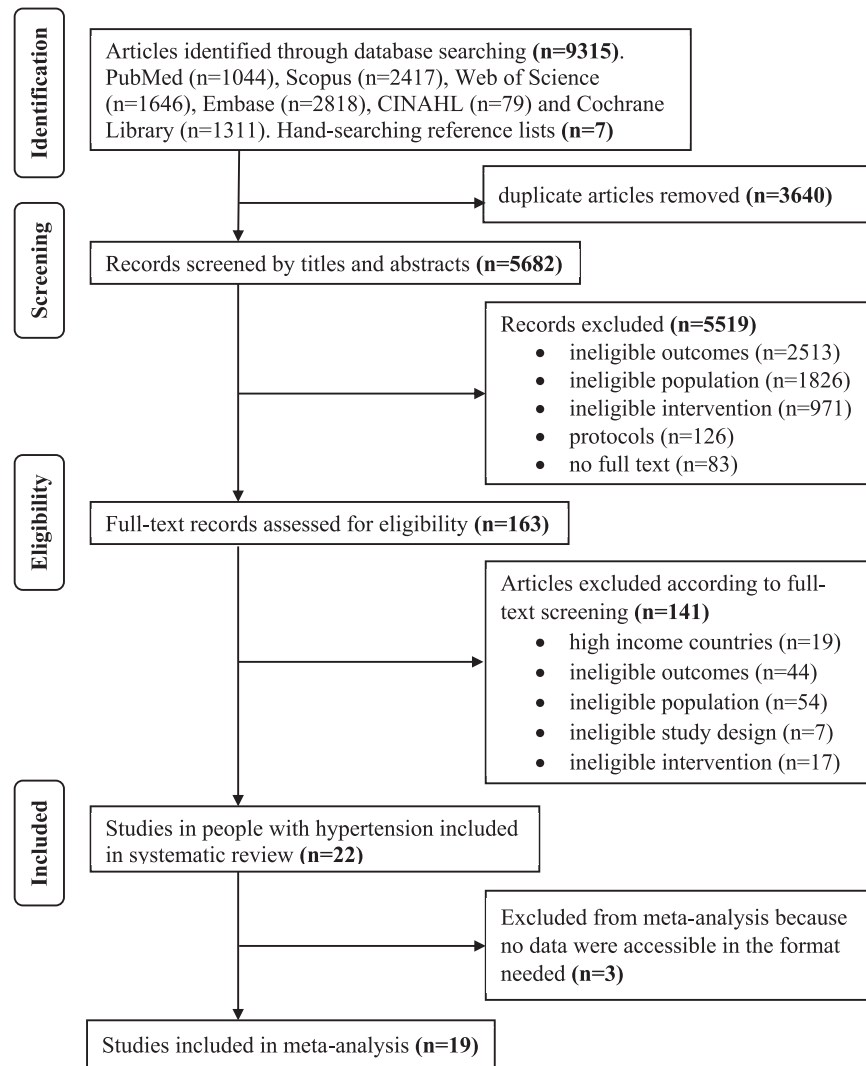 Identification
Articles identified through database searching (n=9315).
PubMed (n=1044), Scopus (n=2417), Web of Science
(n=1646), Embase (n=2818), CINAHL (n=79) and Cochrane
Library (n=1311). Hand-searching reference lists (n=7)
duplicate articles removed (n=3640)
Screening
Records screened by titles and abstracts (n=5682)
Records excluded (n=5519)
• ineligible outcomes (n=2513)
• ineligible population (n=1826)
• ineligible intervention (n=971)
• protocols (n=126)
• no full text (n=83)
Eligibility
Full-text records assessed for eligibility (n=163)
Articles excluded according to full-
text screening (n=141)
• high income countries (n=19)
• ineligible outcomes (n=44)
• ineligible population (n=54)
• ineligible study design (n=7)
• ineligible intervention (n=17)
Included
Studies in people with hypertension included
in systematic review (n=22)
Excluded from meta-analysis because
no data were accessible in the format
needed (n=3)
Studies included in meta-analysis (n=19)